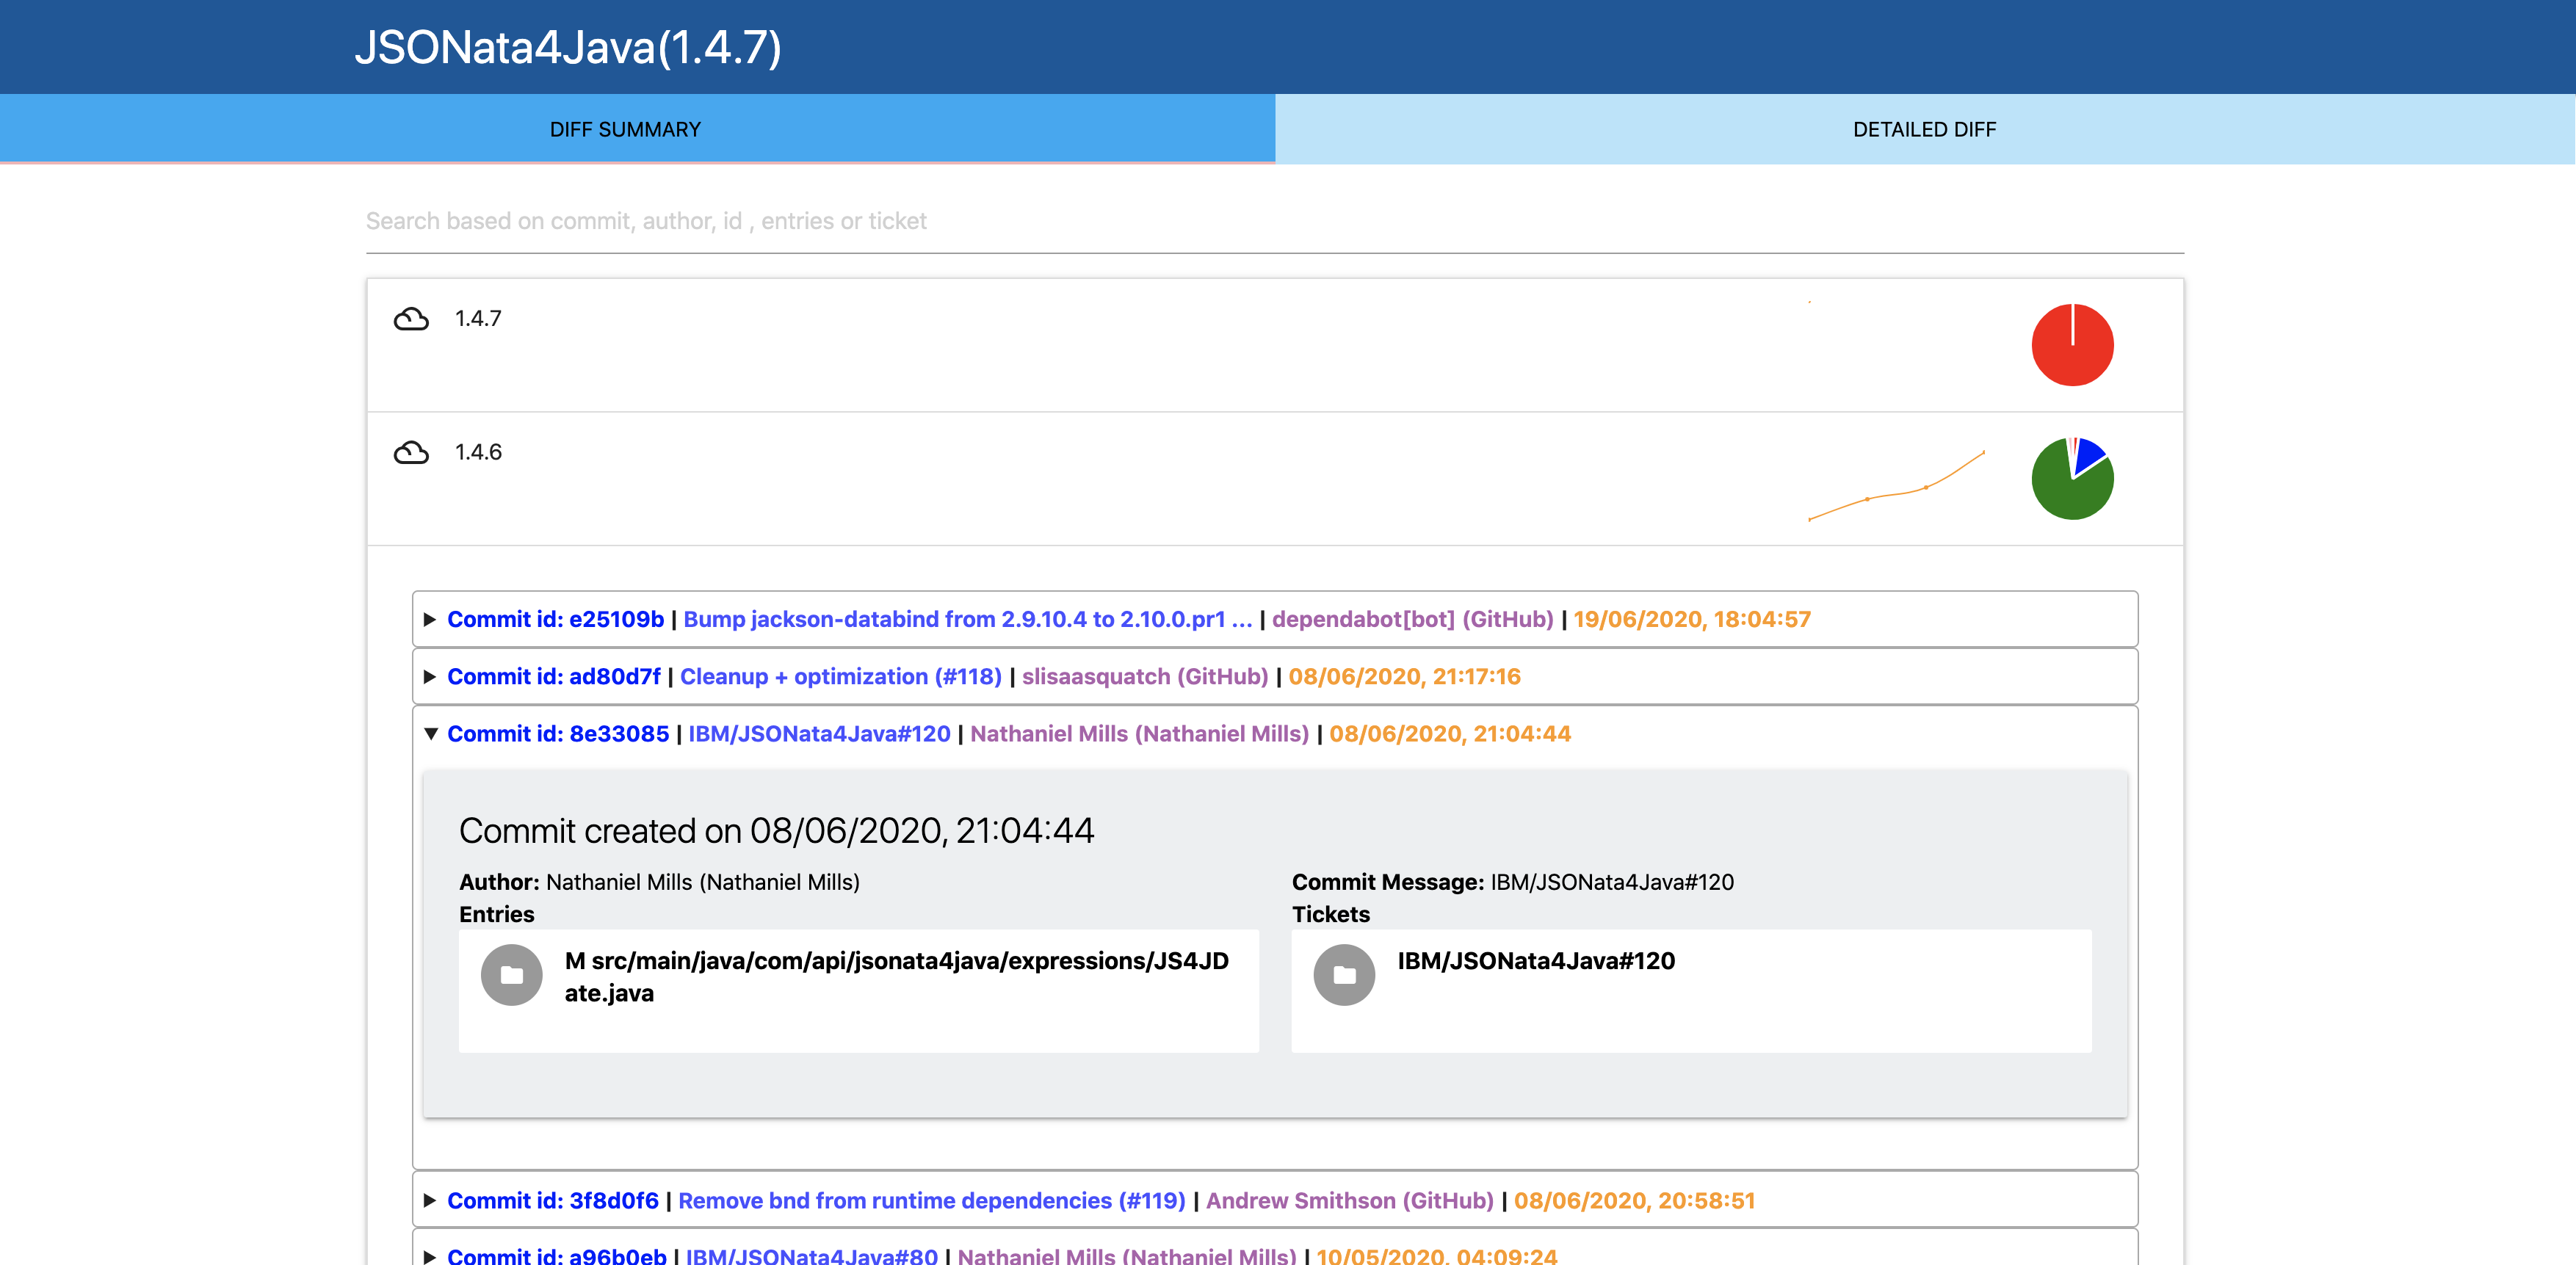 JSONata4Java(1.4.7)
DIFF SUMMARY
DETAILED DIFF
Search based on commit, author, id , entries or ticket
1.4.7
1.4.6
Commit id: e25109b | Bump jackson-databind from 2.9.10.4 to 2.10.0.pr1 ... | dependabot[bot] (GitHub) | 19/06/2020, 18:04:57
Commit id: ad80d7f | Cleanup + optimization (#118) | slisaasquatch (GitHub) | 08/06/2020, 21:17:16
Commit id: 8e33085 | IBM/JSONata4Java#120 | Nathaniel Mills (Nathaniel Mills) | 08/06/2020, 21:04:44
Commit created on 08/06/2020, 21:04:44
Author: Nathaniel Mills (Nathaniel Mills)
Entries
M src/main/java/com/api/jsonata4java/expressions/JS4JD
ate.java
Commit Message: IBM/JSONata4Java#120
Tickets
IBM/JSONata4Java#120
Commit id: 3f8d0f6 | Remove bnd from runtime dependencies (#119) | Andrew Smithson (GitHub) | 08/06/2020, 20:58:51
Commit id: a96b0eb | IBM/JSONata4Java#80 | Nathaniel Mills (Nathaniel Mills) | 10/05/2020, 04:09:24